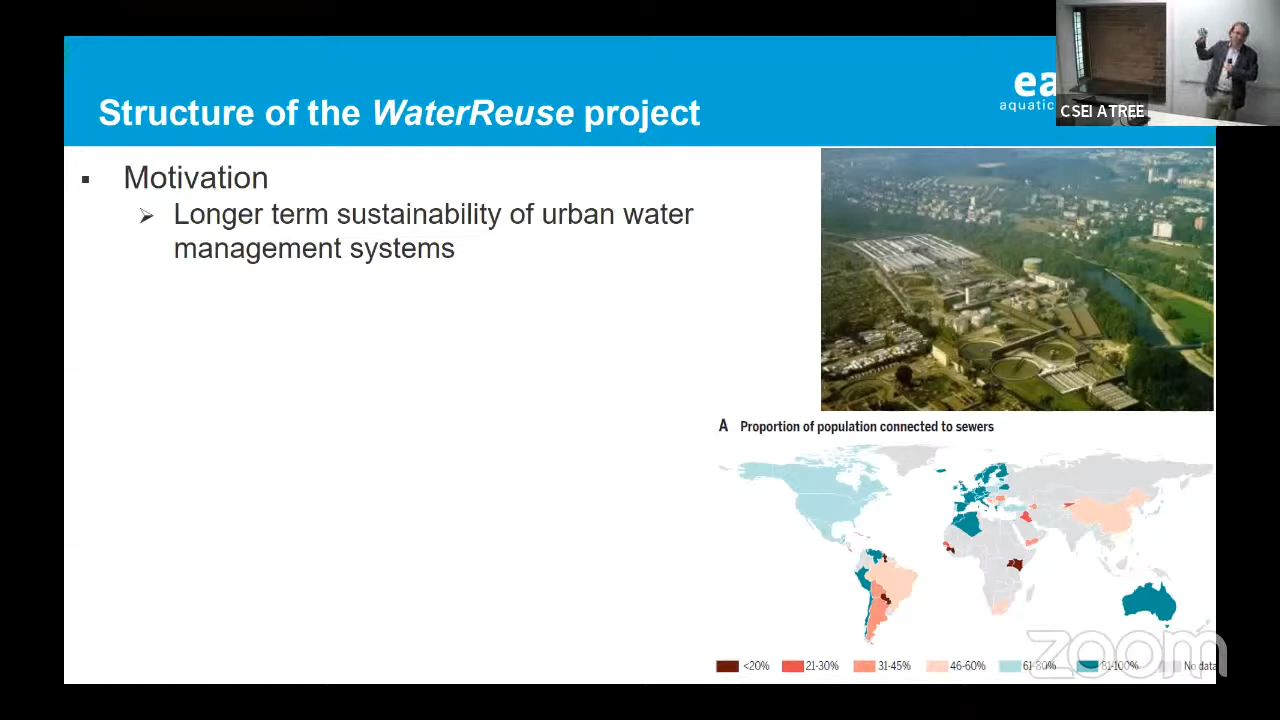 Structure of the WaterReuse project
ea
aquatic
CSEI ATREE
▪ Motivation
➢ Longer term sustainability of urban water
management systems
A Proportion of population connected to sewers
<20% 21-30% 31-45% 46-60% 61-80% 81-100% No data
zoom